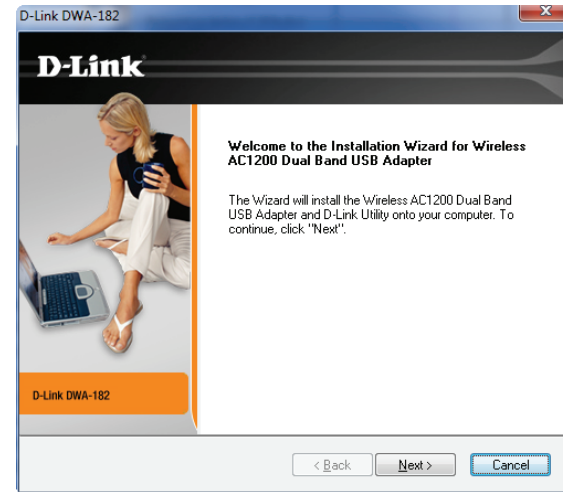 D-Link DWA-182
X
D-Link
Welcome to the Installation Wizard for Wireless
AC1200 Dual Band USB Adapter
The Wizard will install the Wireless AC1200 Dual Band
USB Adapter and D-Link Utility onto your computer. To
continue, click "Next".
D-Link DWA-182
< Back Next > Cancel